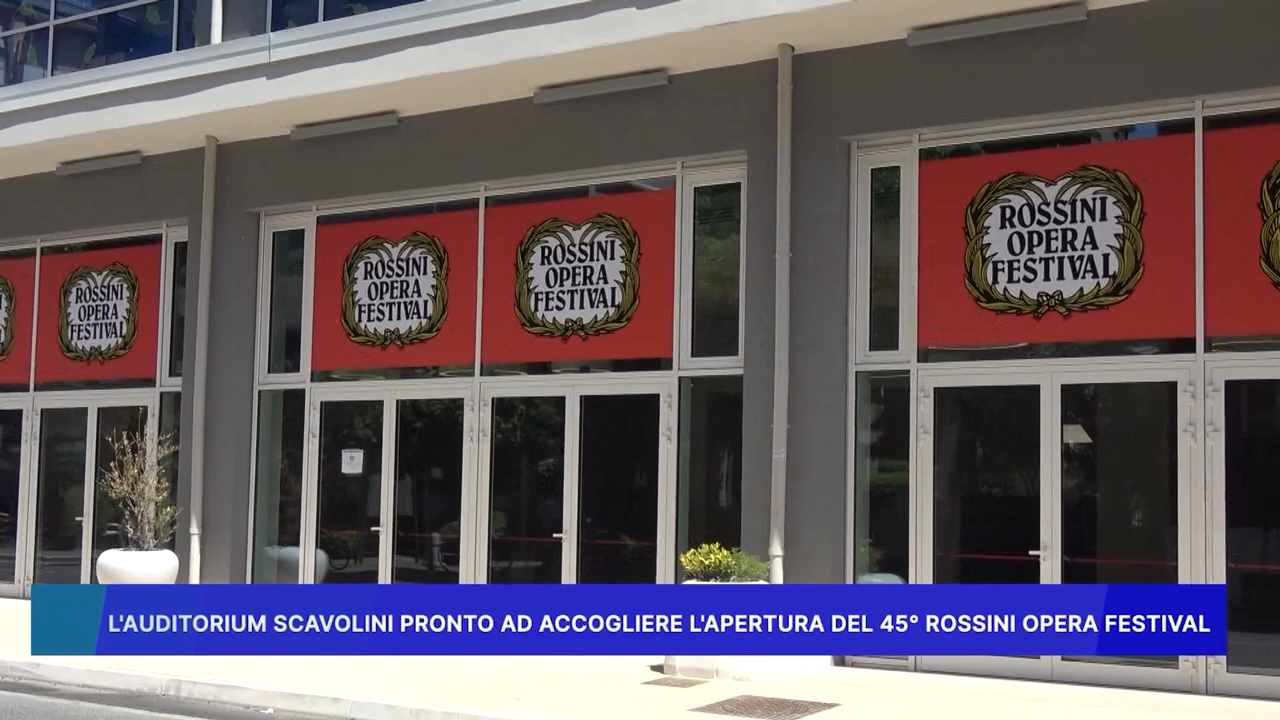 ROSSINI
OPERA
FESTIVAL
ROSSINI
OPERA
FESTIVAL
ROSSINI
OPERA
FESTIVAL
ROSSINI
OPERA
FESTIVAL
L'AUDITORIUM SCAVOLINI PRONTO AD ACCOGLIERE L'APERTURA DEL 45° ROSSINI OPERA FESTIVAL